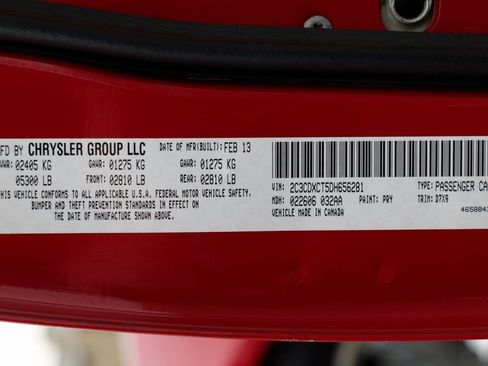 MFD BY CHRYSLER GROUP LLC DATE OF MFR(BUILT): FEB 13
GVWR: 02405 KG GAWR: 01275 KG GAWR: 01275 KG
05300 LB FRONT: 02810 LB REAR: 02810 LB
THIS VEHICLE CONFORMS TO ALL APPLICABLE U.S.A. FEDERAL MOTOR VEHICLE SAFETY,
BUMPER AND THEFT PREVENTION STANDARDS IN EFFECT ON
THE DATE OF MANUFACTURE SHOWN ABOVE.
VIN: 2C3CDXCT5DH656281 TYPE: PASSENGER CA
MDH: 022606 032AA PAINT: PRY TRIM: D7X9
VEHICLE MADE IN CANADA